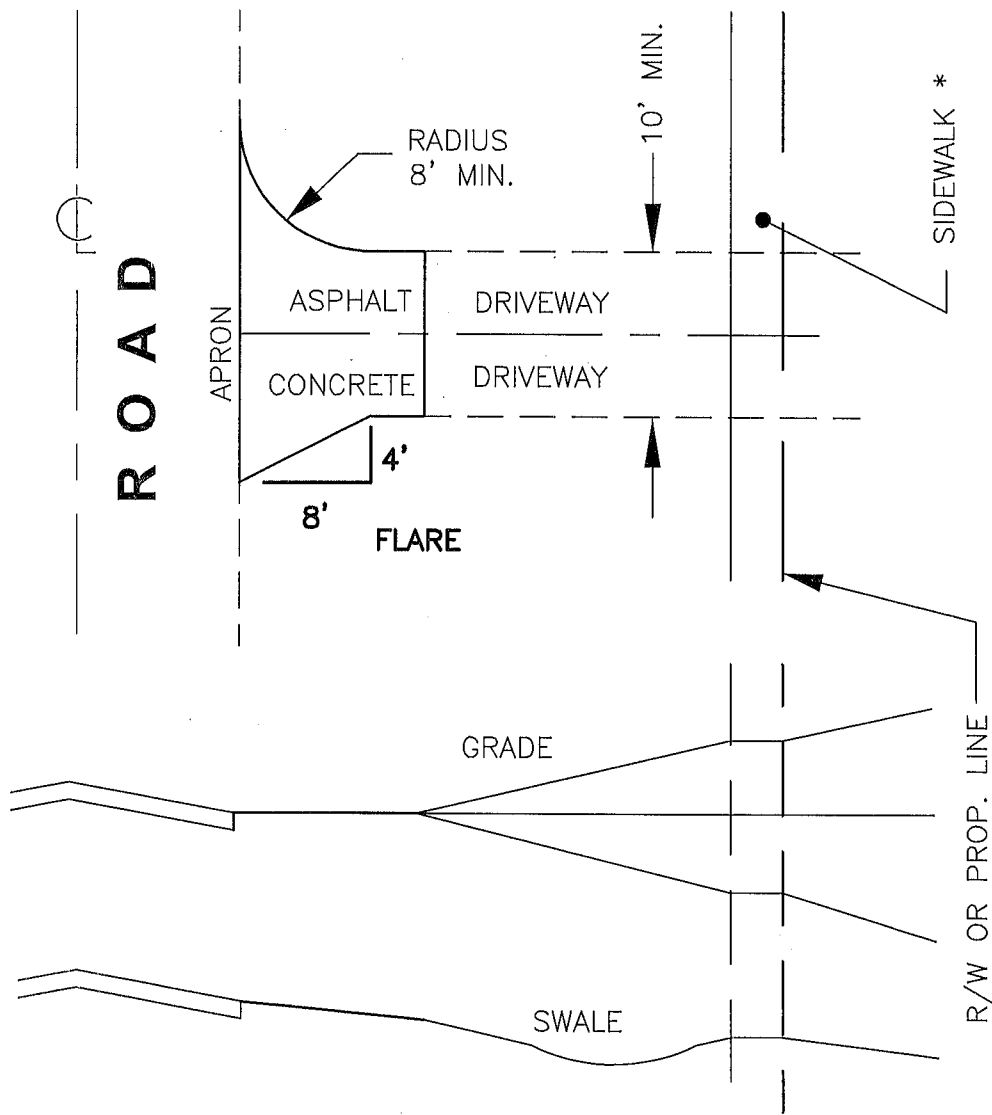 RADIUS
8' MIN.
10' MIN.
SIDEWALK *
℄
ROAD
APRON
ASPHALT
DRIVEWAY
CONCRETE
DRIVEWAY
4'
8'
FLARE
GRADE
R/W OR PROP. LINE
SWALE